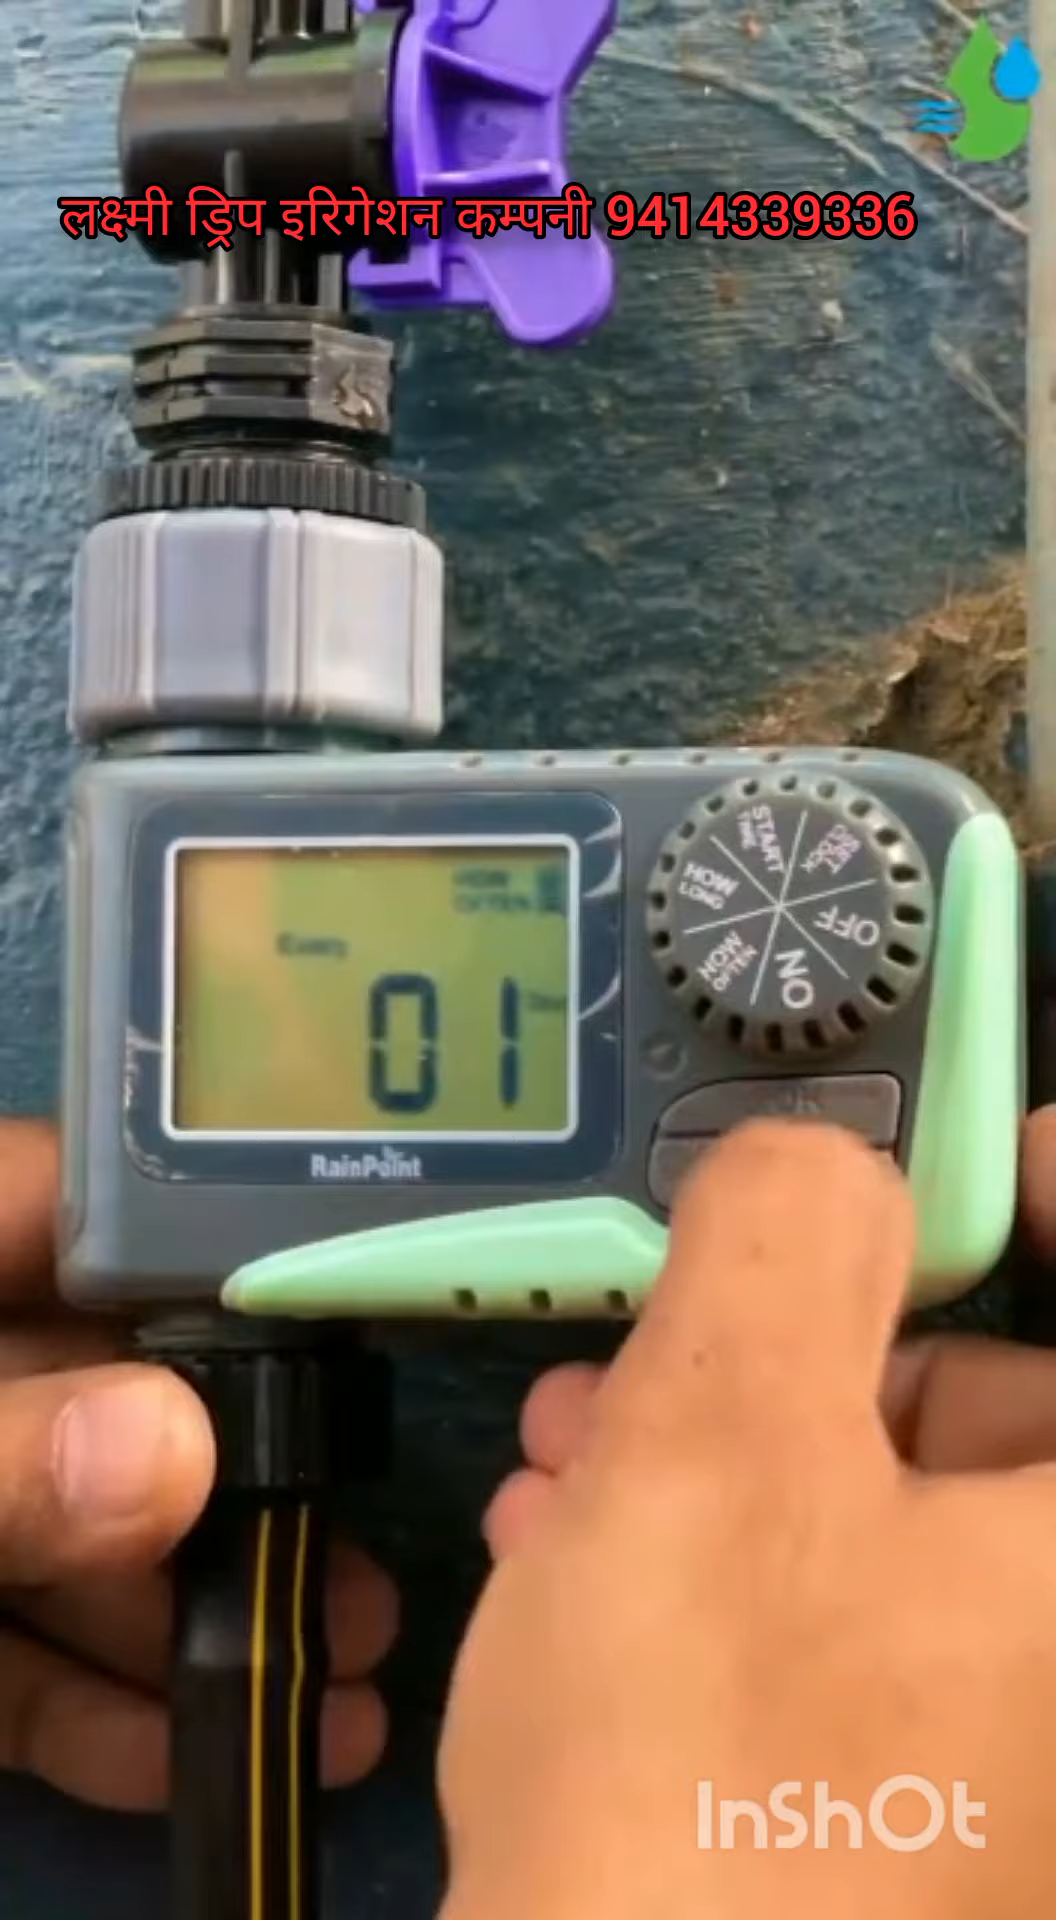 लक्ष्मी ड्रिप इरिगेशन कम्पनी 9414339336
START TIME
SET CLOCK
HOW LONG
OFF
HOW OFTEN
ON
HOW OFTEN
Every
01
RainPoint
InShOt